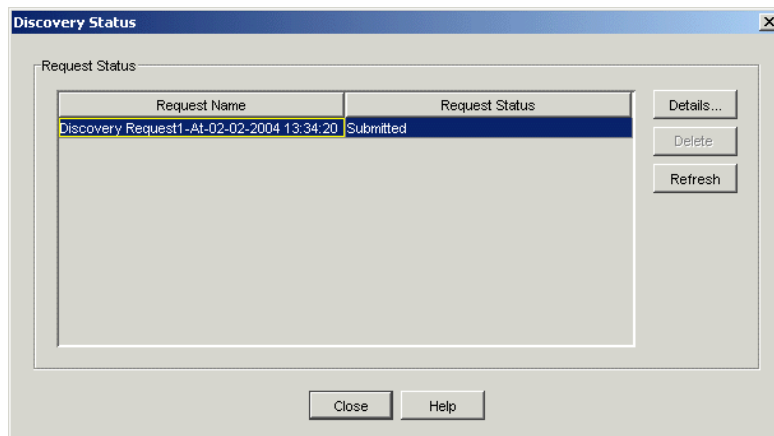 Discovery Status
Request Status
Request Name Request Status Details...
Discovery Request1-At-02-02-2004 13:34:20 Submitted
Delete
Refresh
Close Help